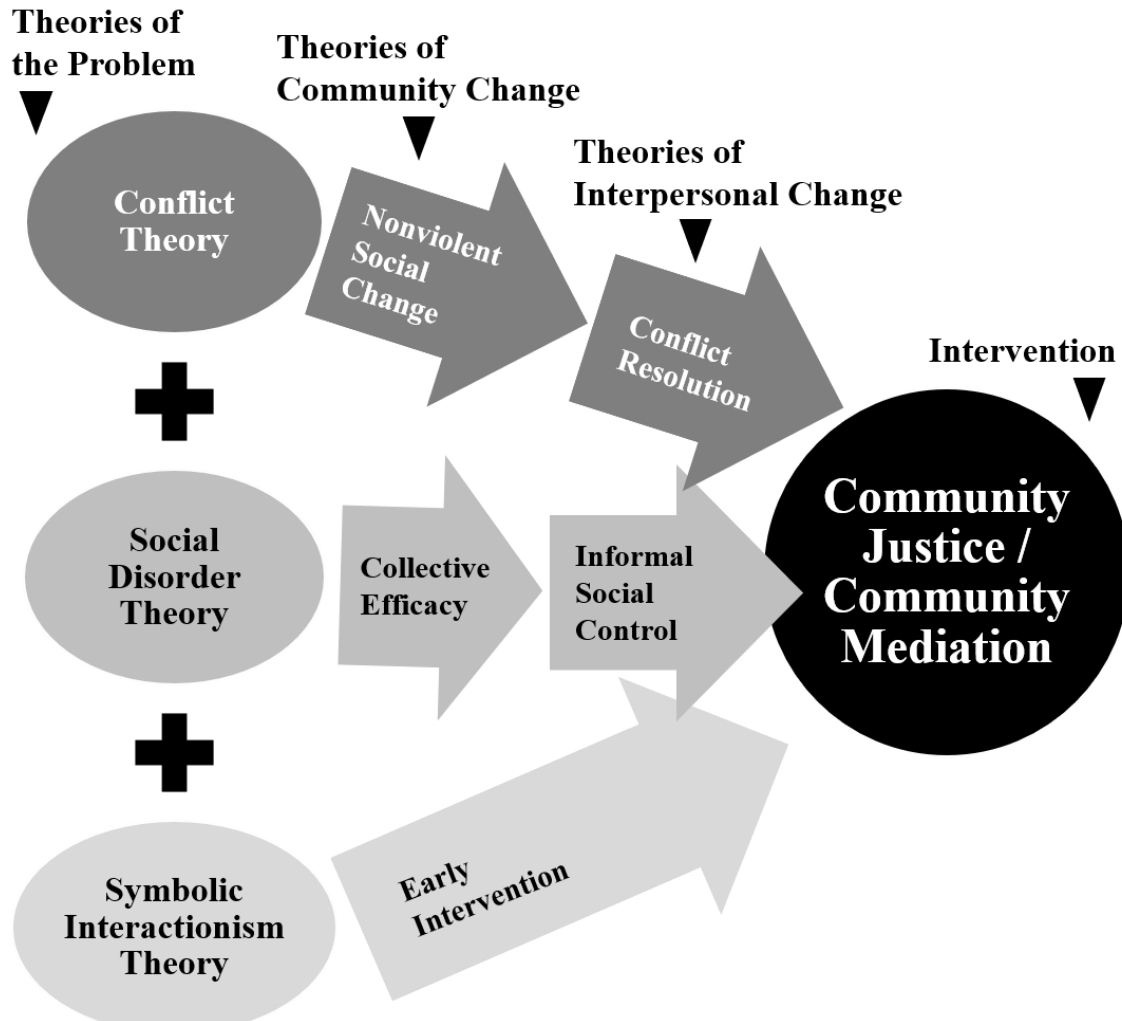 Theories of
the Problem
Theories of
Community Change
Theories of
Interpersonal Change
Intervention
Conflict
Theory
Nonviolent
Social
Change
Conflict
Resolution
Social
Disorder
Theory
Collective
Efficacy
Informal
Social
Control
Community
Justice /
Community
Mediation
Symbolic
Interactionism
Theory
Early
Intervention